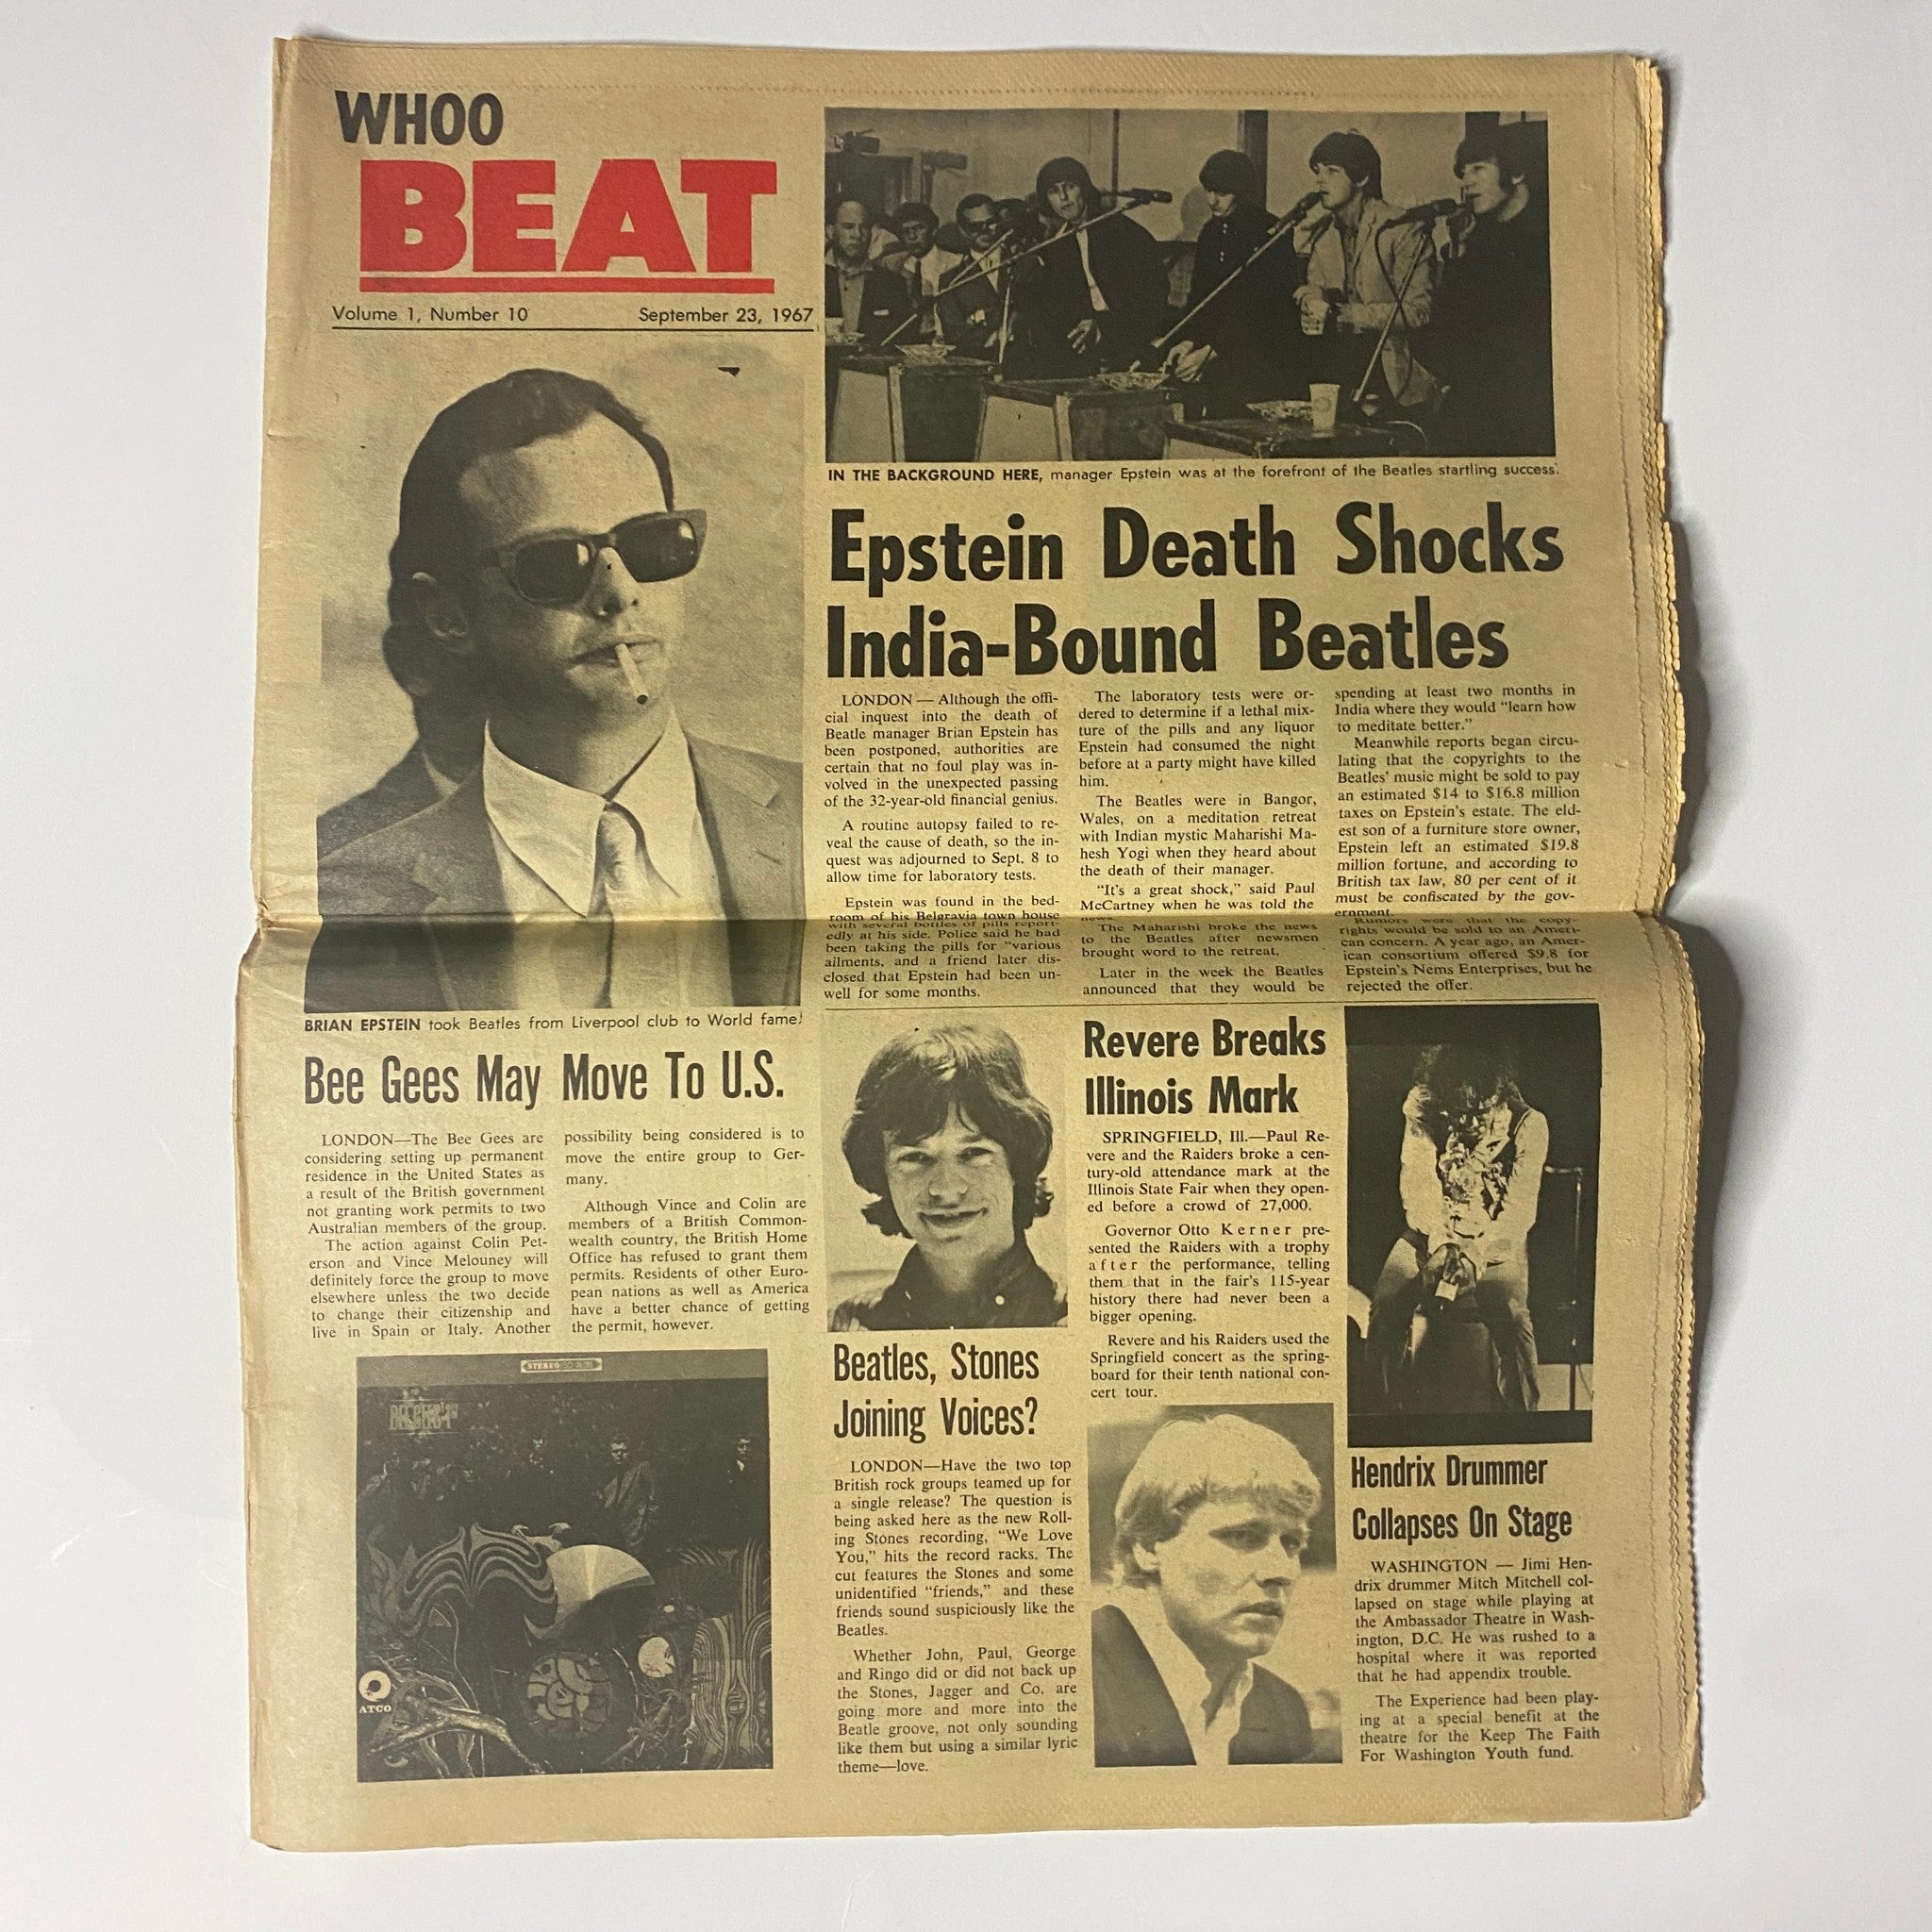 WHOO
BEAT
Volume 1, Number 10 September 23, 1967
IN THE BACKGROUND HERE, manager Epstein was at the forefront of the Beatles startling success.
Epstein Death Shocks
India-Bound Beatles
LONDON — Although the offi-
cial inquest into the death of
Beatle manager Brian Epstein has
been postponed, authorities are
certain that no foul play was in-
volved in the unexpected passing
of the 32-year-old financial genius.
A routine autopsy failed to re-
veal the cause of death, so the in-
quest was adjourned to Sept. 8 to
allow time for laboratory tests.
Epstein was found in the bed-
room of his Belgravia town house
with several bottles of pills report-
edly at his side. Police said he had
been taking the pills for "various
ailments, and a friend later dis-
closed that Epstein had been un-
well for some months.
The laboratory tests were or-
dered to determine if a lethal mix-
ture of the pills and any liquor
Epstein had consumed the night
before at a party might have killed
him.
The Beatles were in Bangor,
Wales, on a meditation retreat
with Indian mystic Maharishi Ma-
hesh Yogi when they heard about
the death of their manager.
"It's a great shock," said Paul
McCartney when he was told the
news.
The Maharishi broke the news
to the Beatles after newsmen
brought word to the retreat.
Later in the week the Beatles
announced that they would be
spending at least two months in
India where they would "learn how
to meditate better."
Meanwhile reports began circu-
lating that the copyrights to the
Beatles' music might be sold to pay
an estimated $14 to $16.8 million
taxes on Epstein's estate. The eld-
est son of a furniture store owner,
Epstein left an estimated $19.8
million fortune, and according to
British tax law, 80 per cent of it
must be confiscated by the gov-
ernment.
Rumors were that the copy-
rights would be sold to an Ameri-
can concern. A year ago, an Amer-
ican consortium offered $9.8 for
Epstein's Nems Enterprises, but he
rejected the offer.
BRIAN EPSTEIN took Beatles from Liverpool club to World fame!
Bee Gees May Move To U.S.
LONDON—The Bee Gees are
considering setting up permanent
residence in the United States as
a result of the British government
not granting work permits to two
Australian members of the group.
The action against Colin Pet-
erson and Vince Melouney will
definitely force the group to move
elsewhere unless the two decide
to change their citizenship and
live in Spain or Italy. Another
possibility being considered is to
move the entire group to Ger-
many.
Although Vince and Colin are
members of a British Common-
wealth country, the British Home
Office has refused to grant them
permits. Residents of other Euro-
pean nations as well as America
have a better chance of getting
the permit, however.
STEREO
ATCO
Beatles, Stones
Joining Voices?
LONDON—Have the two top
British rock groups teamed up for
a single release? The question is
being asked here as the new Roll-
ing Stones recording, "We Love
You," hits the record racks. The
cut features the Stones and some
unidentified "friends," and these
friends sound suspiciously like the
Beatles.
Whether John, Paul, George
and Ringo did or did not back up
the Stones, Jagger and Co. are
going more and more into the
Beatle groove, not only sounding
like them but using a similar lyric
theme—love.
Revere Breaks
Illinois Mark
SPRINGFIELD, Ill.—Paul Re-
vere and the Raiders broke a cen-
tury-old attendance mark at the
Illinois State Fair when they open-
ed before a crowd of 27,000.
Governor Otto Kerner pre-
sented the Raiders with a trophy
after the performance, telling
them that in the fair's 115-year
history there had never been a
bigger opening.
Revere and his Raiders used the
Springfield concert as the spring-
board for their tenth national con-
cert tour.
Hendrix Drummer
Collapses On Stage
WASHINGTON — Jimi Hen-
drix drummer Mitch Mitchell col-
lapsed on stage while playing at
the Ambassador Theatre in Wash-
ington, D.C. He was rushed to a
hospital where it was reported
that he had appendix trouble.
The Experience had been play-
ing at a special benefit at the
theatre for the Keep The Faith
For Washington Youth fund.